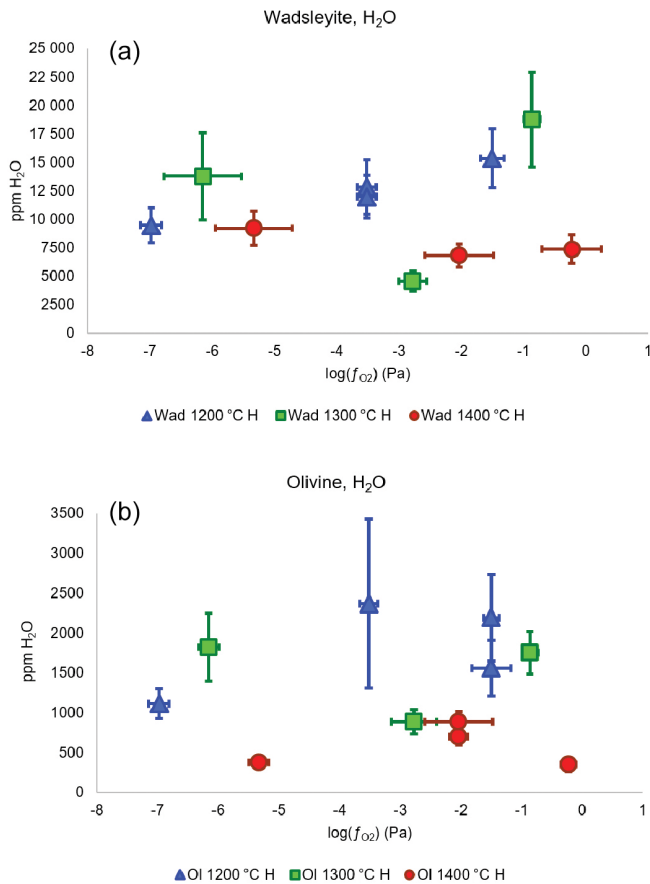 Wadsleyite, H₂O
(a)
25 000
22 500
20 000
17 500
15 000
12 500
10 000
7500
5000
2500
0
ppm H₂O
-8 -7 -6 -5 -4 -3 -2 -1 0 1
log(ƒO2) (Pa)
Wad 1200 °C H Wad 1300 °C H Wad 1400 °C H
Olivine, H₂O
(b)
3500
3000
2500
2000
1500
1000
500
0
ppm H₂O
-8 -7 -6 -5 -4 -3 -2 -1 0 1
log(ƒO2) (Pa)
Ol 1200 °C H Ol 1300 °C H Ol 1400 °C H